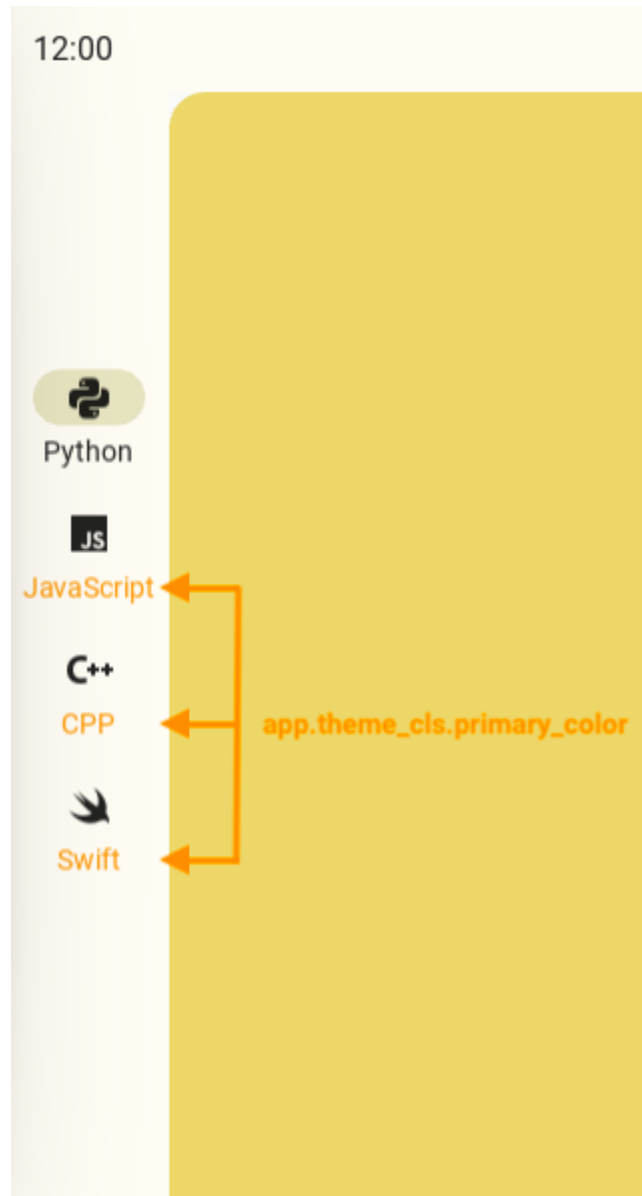 12:00
Python
JS
JavaScript
C++
CPP
app.theme_cls.primary_color
Swift